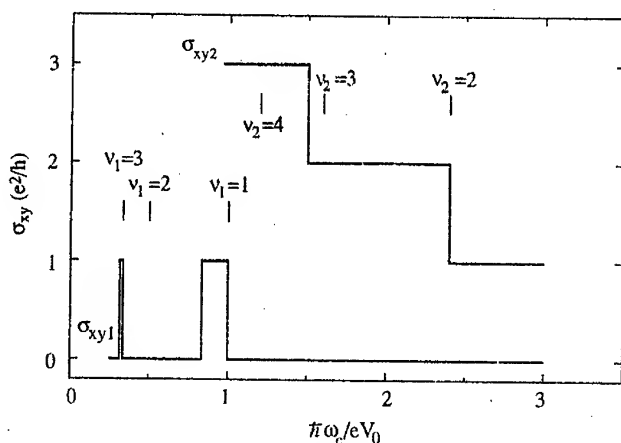 3
σxy2
ν2=3
ν2=2
ν2=4
2
σxy (e²/h)
ν1=3
ν1=2
ν1=1
1
σxy1
0
0
1
2
3
ħωc/eV0